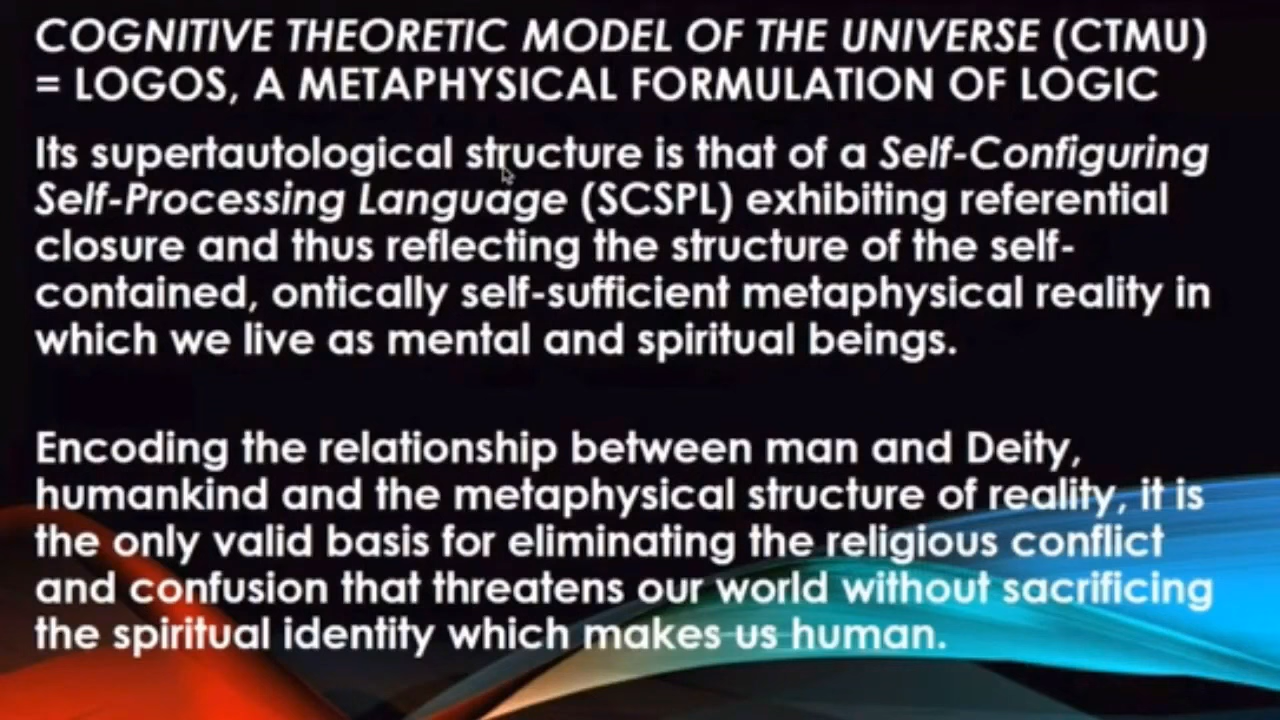 COGNITIVE THEORETIC MODEL OF THE UNIVERSE (CTMU)
= LOGOS, A METAPHYSICAL FORMULATION OF LOGIC
Its supertautological structure is that of a Self-Configuring
Self-Processing Language (SCSPL) exhibiting referential
closure and thus reflecting the structure of the self-
contained, ontically self-sufficient metaphysical reality in
which we live as mental and spiritual beings.
Encoding the relationship between man and Deity,
humankind and the metaphysical structure of reality, it is
the only valid basis for eliminating the religious conflict
and confusion that threatens our world without sacrificing
the spiritual identity which makes us human.